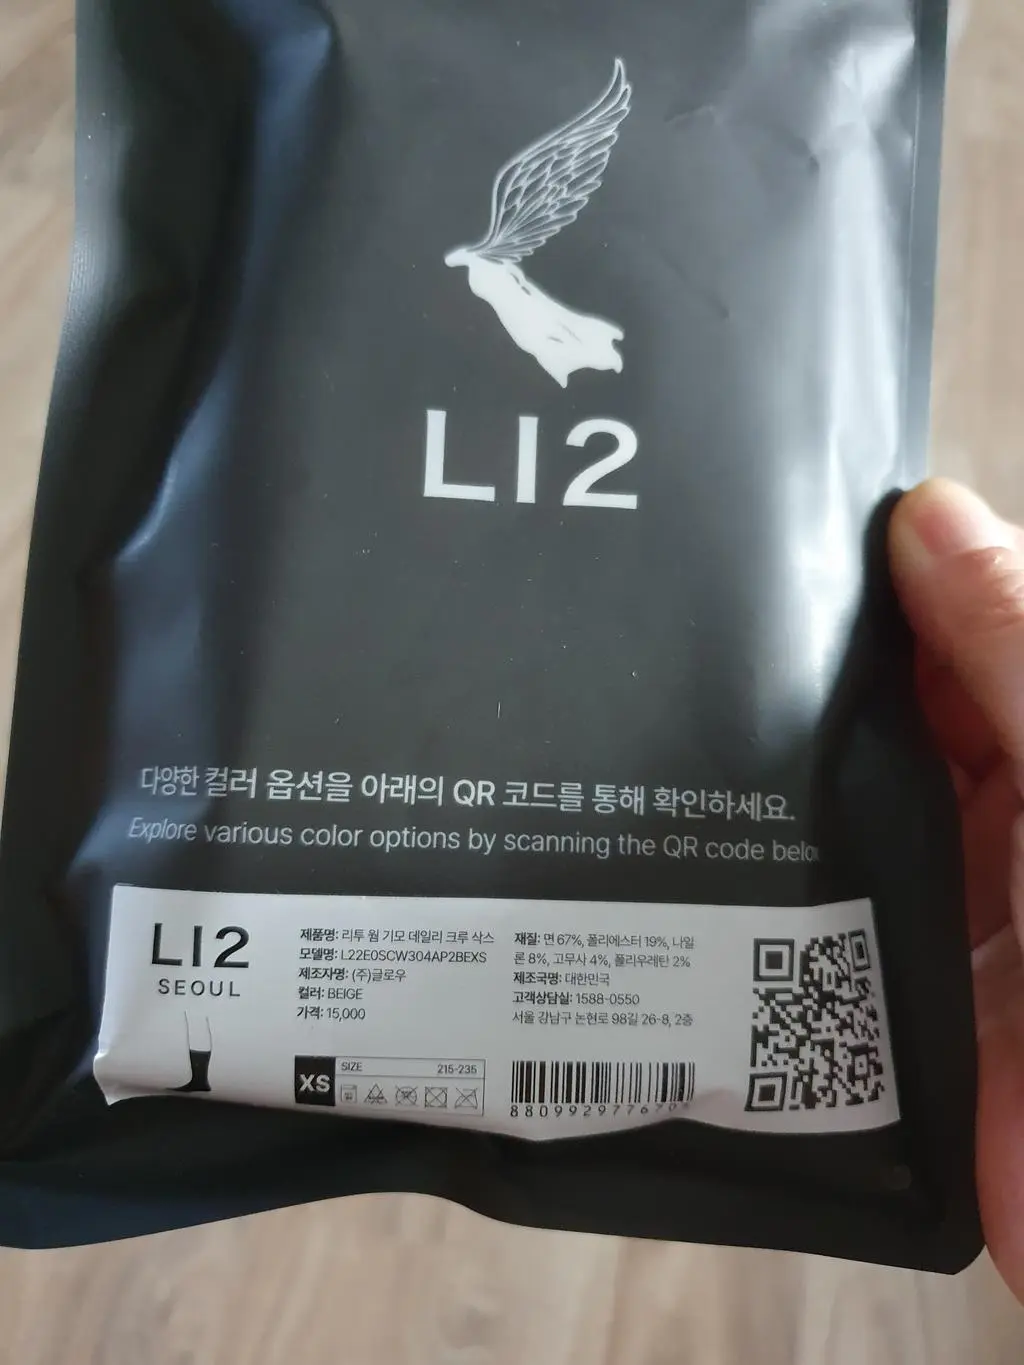 LI2
다양한 컬러 옵션을 아래의 QR 코드를 통해 확인하세요.
Explore various color options by scanning the QR code
LI2
SEOUL
제품명: 리투 웜 기모 데일리 크루 삭스
모델명: L22E0SCW304AP2BEXS
제조자명: (주)글로우
컬러: BEIGE
가격: 15,000
재질: 면 67%, 폴리에스터 19%, 나일
론 8%, 고무사 4%, 폴리우레탄 2%
제조국명: 대한민국
고객상담실: 1588-0550
서울 강남구 논현로 98길 26-8, 2층
XS
SIZE 215-235